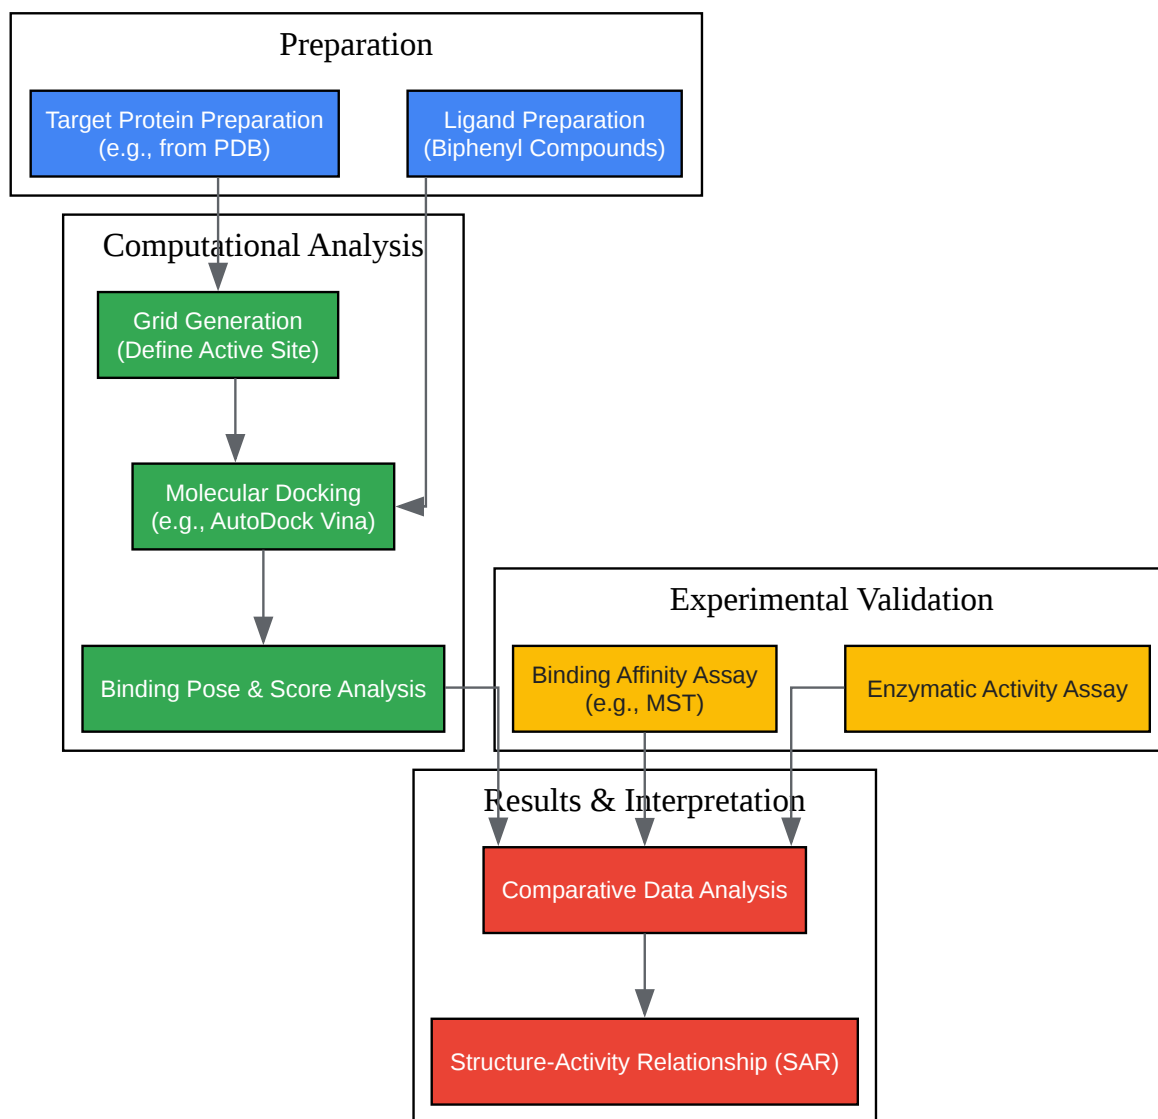 Preparation
Target Protein Preparation
(e.g., from PDB)
Ligand Preparation
(Biphenyl Compounds)
Computational Analysis
Grid Generation
(Define Active Site)
Molecular Docking
(e.g., AutoDock Vina)
Binding Pose & Score Analysis
Experimental Validation
Binding Affinity Assay
(e.g., MST)
Enzymatic Activity Assay
Results & Interpretation
Comparative Data Analysis
Structure-Activity Relationship (SAR)